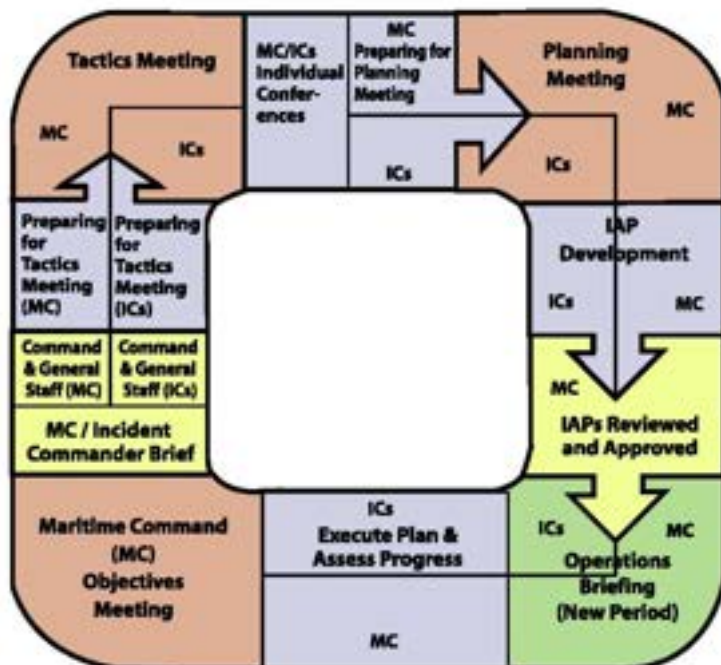 Tactics Meeting
MC
ICs
MC/ICs
Individual
Confer-
ences
MC
Preparing for
Planning
Meeting
ICs
Planning
Meeting
MC
ICs
IAP
Development
ICs
MC
MC
IAPs Reviewed
and Approved
ICs
MC
Operations
Briefing
(New Period)
ICs
Execute Plan &
Assess Progress
MC
Maritime Command
(MC)
Objectives
Meeting
MC / Incident
Commander Brief
Command
& General
Staff (MC)
Command
& General
Staff (ICs)
Preparing
for
Tactics
Meeting
(MC)
Preparing
for
Tactics
Meeting
(ICs)